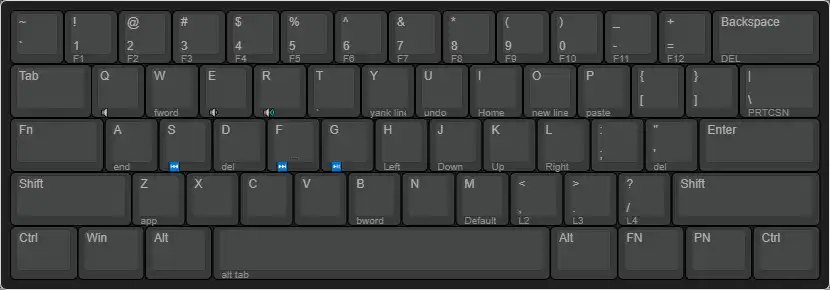 ~ ! @ # $ % ^ & * ( ) _ + Backspace
` 1 2 3 4 5 6 7 8 9 0 - =
F1 F2 F3 F4 F5 F6 F7 F8 F9 F10 F11 F12 DEL
Tab Q W E R T Y U I O P { } |
[ ] \
fword ` yank line undo Home new line paste PRTCSN
Fn A S D F G H J K L : " Enter
; '
end del Left Down Up Right del
Shift Z X C V B N M < > ? Shift
, . /
app bword Default L2 L3 L4
Ctrl Win Alt Alt FN PN Ctrl
alt tab